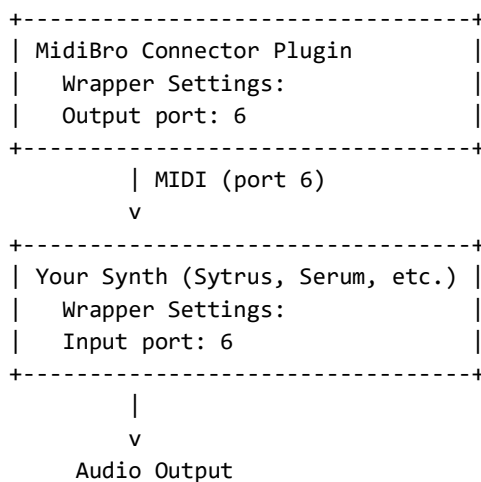 +----------------------------------+
| MidiBro Connector Plugin         |
|   Wrapper Settings:              |
|   Output port: 6                 |
+----------------------------------+
         | MIDI (port 6)
         v
+----------------------------------+
| Your Synth (Sytrus, Serum, etc.) |
|   Wrapper Settings:              |
|   Input port: 6                  |
+----------------------------------+
         |
         v
     Audio Output